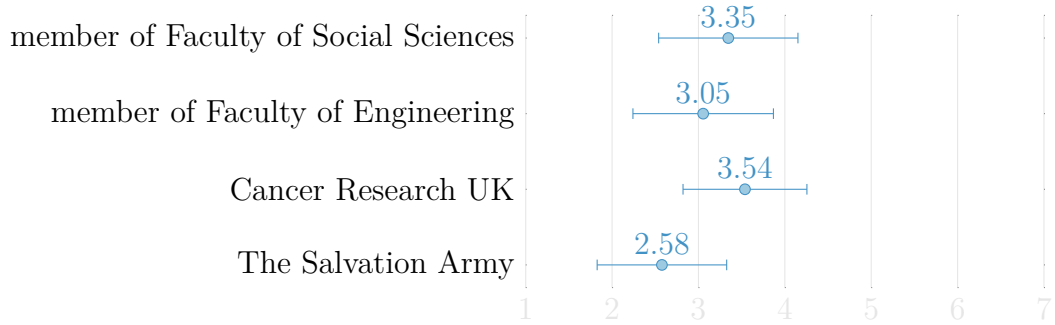 3.35
member of Faculty of Social Sciences
3.05
member of Faculty of Engineering
3.54
Cancer Research UK
2.58
The Salvation Army
1 2 3 4 5 6 7